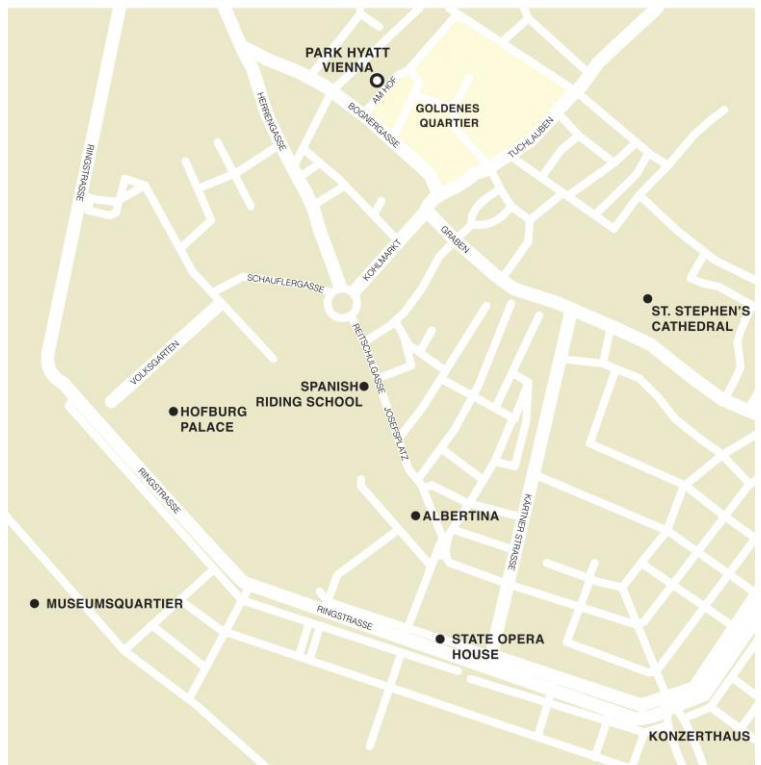 PARK HYATT
VIENNA
AM HOF
GOLDENES
QUARTIER
HERRENGASSE
BOGNERGASSE
TUCHLAUBEN
RINGSTRASSE
GRABEN
KOHLMARKT
SCHAUFLERGASSE
ST. STEPHEN'S
CATHEDRAL
VOLKSGARTEN
REITSCHULGASSE
SPANISH
RIDING SCHOOL
HOFBURG
PALACE
JOSEFSPLATZ
RINGSTRASSE
ALBERTINA
KÄRTNER STRASSE
MUSEUMSQUARTIER
RINGSTRASSE
STATE OPERA
HOUSE
KONZERTHAUS